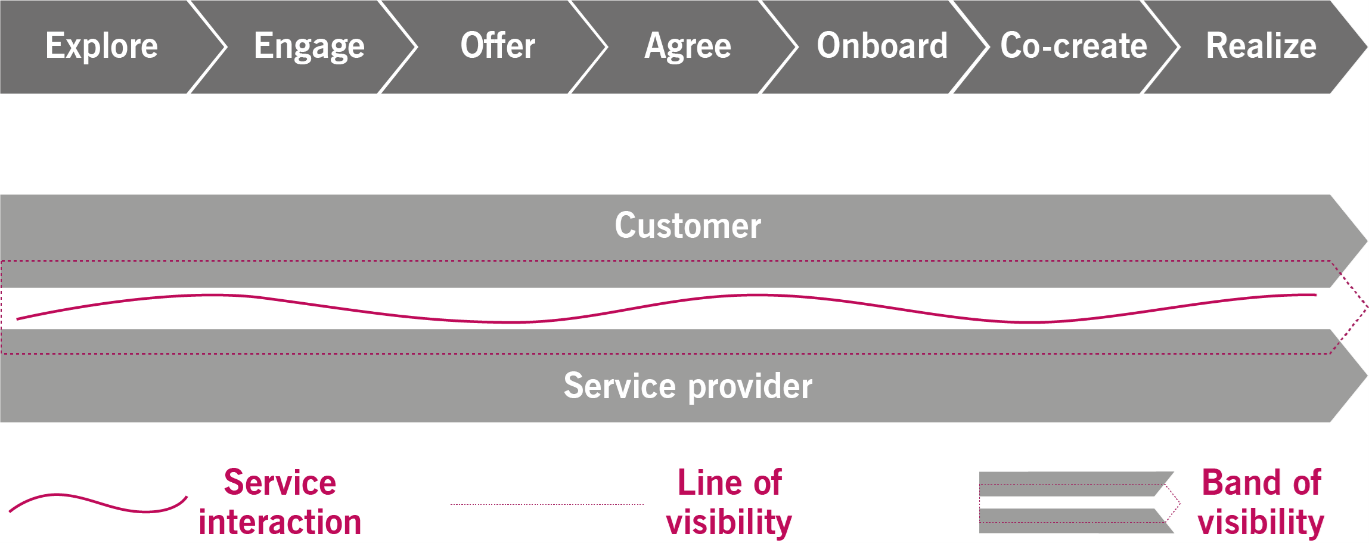 Explore
Engage
Offer
Agree
Onboard
Co-create
Realize
Customer
Service provider
Service
interaction
Line of
visibility
Band of
visibility